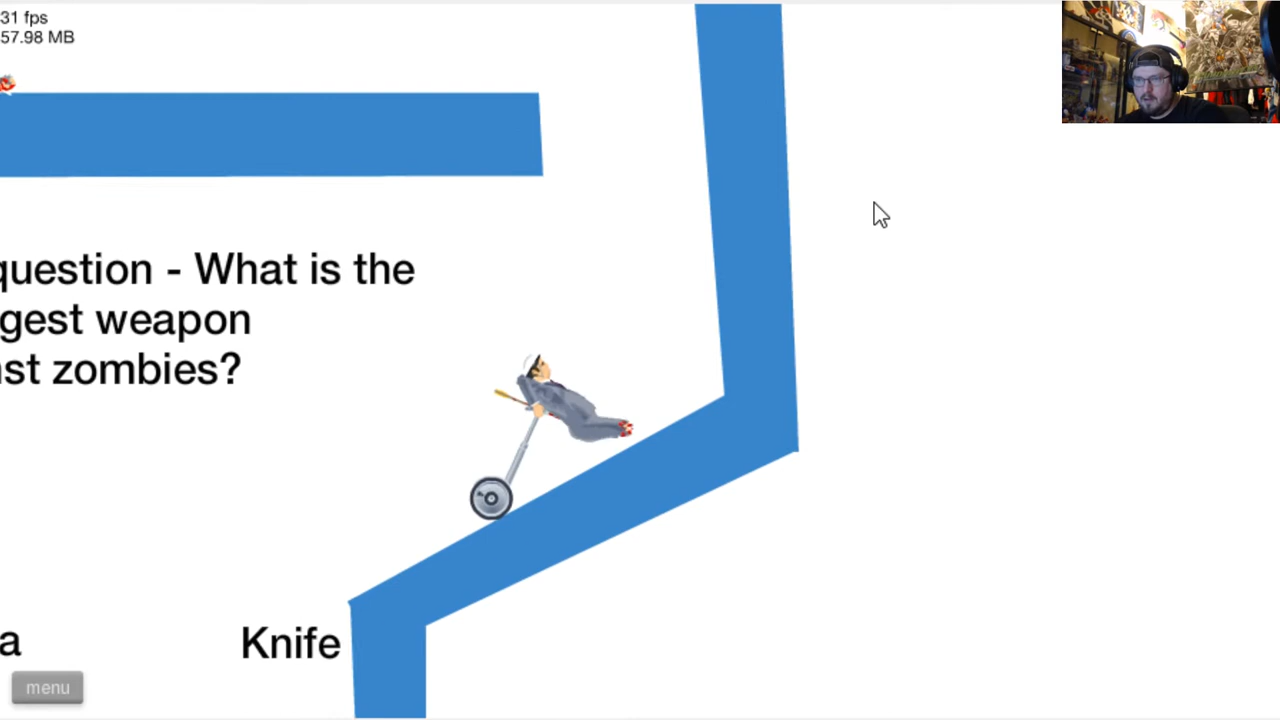 31 fps
57.98 MB
question - What is the
gest weapon
st zombies?
a
Knife
menu